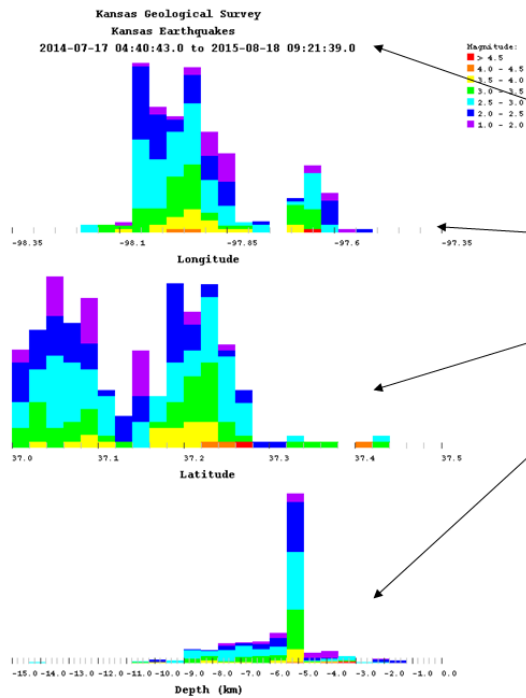 Kansas Geological Survey
Kansas Earthquakes
2014-07-17 04:40:43.0 to 2015-08-18 09:21:39.0
Magnitude:
> 4.5
4.0 - 4.5
3.5 - 4.0
3.0 - 3.5
2.5 - 3.0
2.0 - 2.5
1.0 - 2.0
-98.35 -98.1 -97.85 -97.6 -97.35
Longitude
37.0 37.1 37.2 37.3 37.4 37.5
Latitude
-15.0 -14.0 -13.0 -12.0 -11.0 -10.0 -9.0 -8.0 -7.0 -6.0 -5.0 -4.0 -3.0 -2.0 -1.0 0.0
Depth (km)